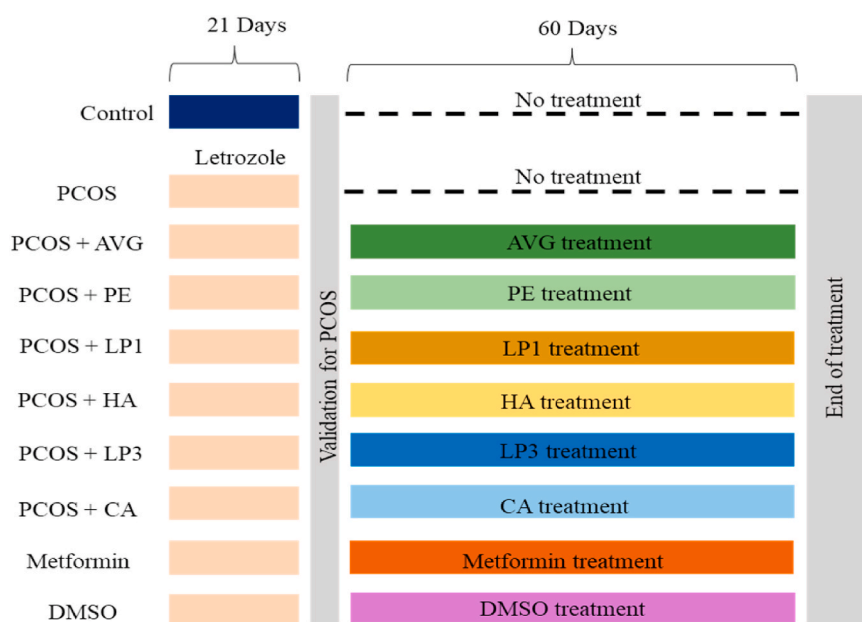 21 Days
60 Days
Control
No treatment
Letrozole
PCOS
No treatment
PCOS + AVG
AVG treatment
PCOS + PE
PE treatment
PCOS + LP1
LP1 treatment
PCOS + HA
HA treatment
PCOS + LP3
LP3 treatment
PCOS + CA
CA treatment
Metformin
Metformin treatment
DMSO
DMSO treatment
Validation for PCOS
End of treatment